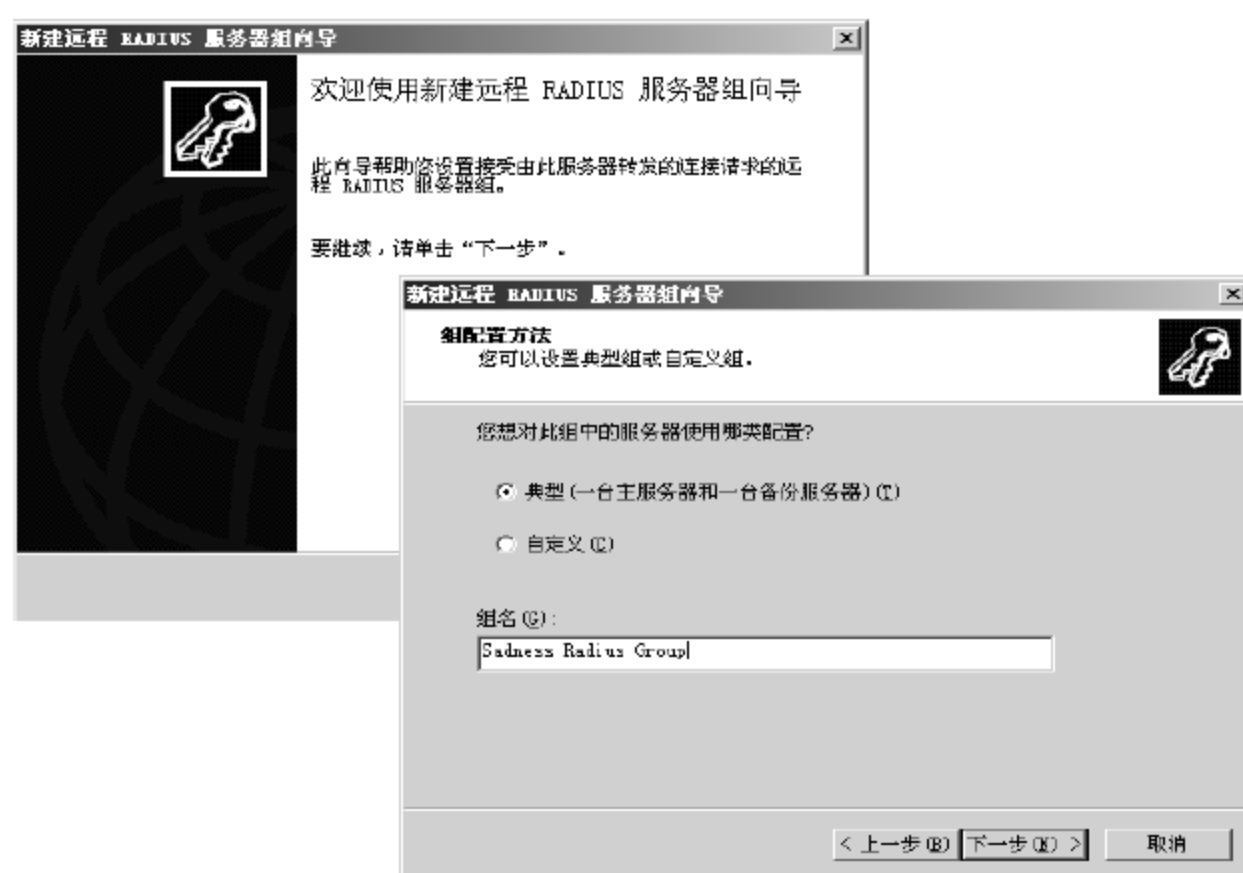 新建远程 RADIUS 服务器组向导
欢迎使用新建远程 RADIUS 服务器组向导
此向导帮助您设置接受由此服务器转发的连接请求的远
程 RADIUS 服务器组。
要继续，请单击“下一步”。
新建远程 RADIUS 服务器组向导
组配置方法
您可以设置典型组或自定义组。
您想对此组中的服务器使用哪类配置?
典型(一台主服务器和一台备份服务器)(T)
自定义(C)
组名(G):
Sadness Radius Group
< 上一步(B) 下一步(N) > 取消